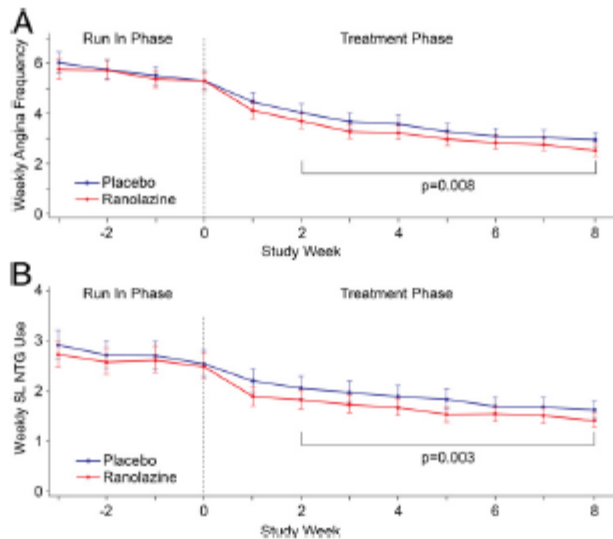 A
Run In Phase Treatment Phase
Weekly Angina Frequency
6
4
2
0
Placebo
Ranolazine
p=0.008
-2 0 2 4 6 8
Study Week
B
Run In Phase Treatment Phase
Weekly SL NTG Use
4
3
2
1
0
Placebo
Ranolazine
p=0.003
-2 0 2 4 6 8
Study Week